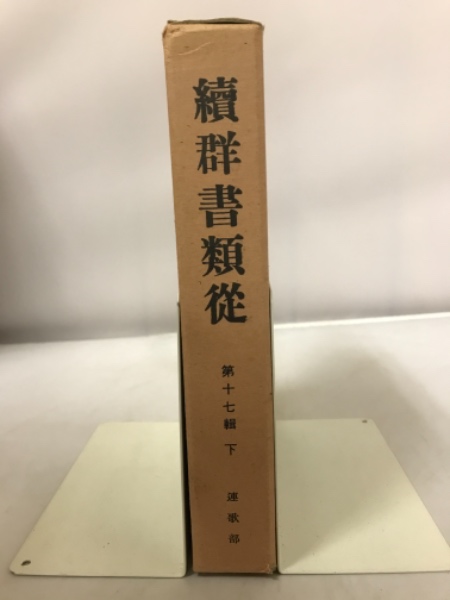 續群書類從
第十七輯 下
連歌部